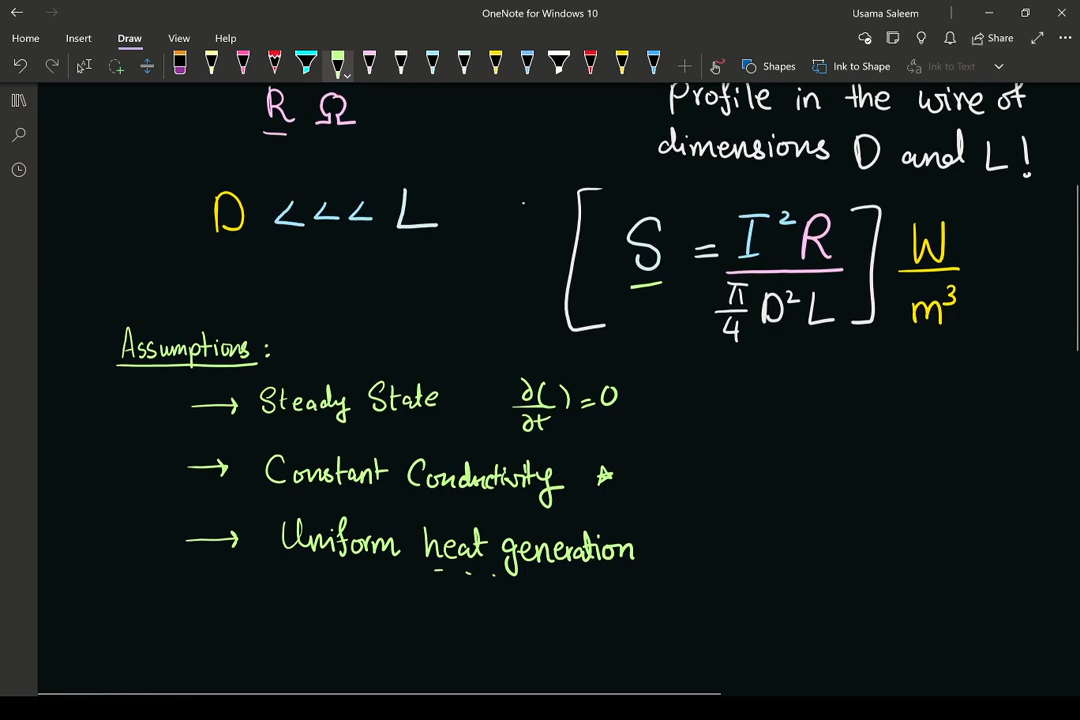 OneNote for Windows 10
Usama Saleem
Home Insert Draw View Help
Share
Shapes Ink to Shape Ink to Text
R Ω
Profile in the wire of
dimensions D and L!
D <<< L
[ S = I²R / π/4 D²L ] W/m³
Assumptions:
→ Steady State ∂( )/∂t = 0
→ Constant Conductivity ☆
→ Uniform heat generation